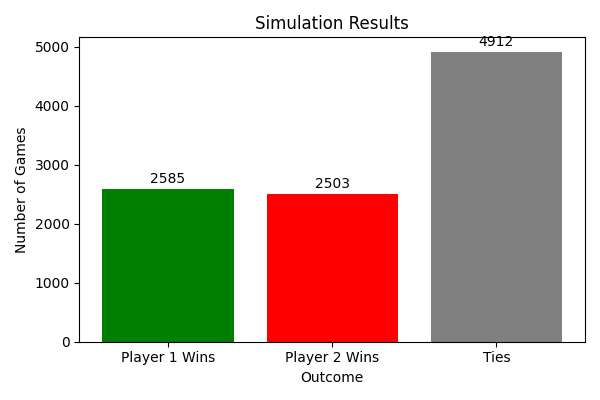 Simulation Results
Number of Games
5000
4000
3000
2000
1000
0
2585
2503
4912
Player 1 Wins
Player 2 Wins
Ties
Outcome